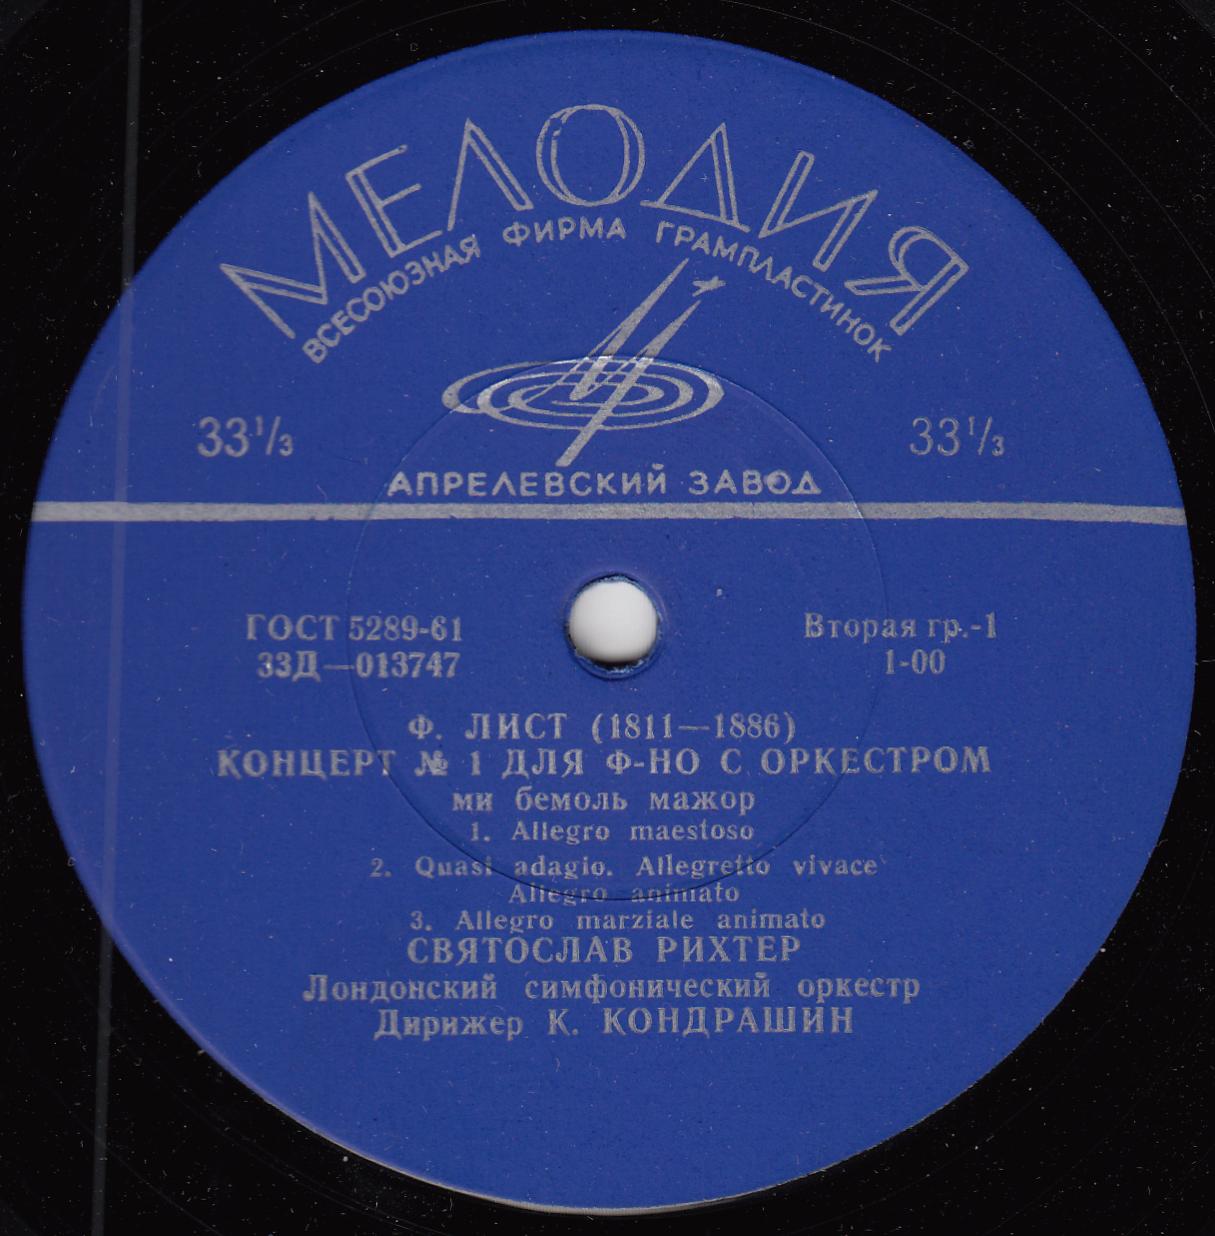 МЕЛОДИЯ
ВСЕСОЮЗНАЯ ФИРМА ГРАМПЛАСТИНОК
33 1/3 33 1/3
АПРЕЛЕВСКИЙ ЗАВОД
ГОСТ 5289-61 Вторая гр.-1
33Д—013747 1-00
Ф. ЛИСТ (1811—1886)
КОНЦЕРТ № 1 ДЛЯ Ф-НО С ОРКЕСТРОМ
ми бемоль мажор
1. Allegro maestoso
2. Quasi adagio. Allegretto vivace
Allegro animato
3. Allegro marziale animato
СВЯТОСЛАВ РИХТЕР
Лондонский симфонический оркестр
Дирижер К. КОНДРАШИН